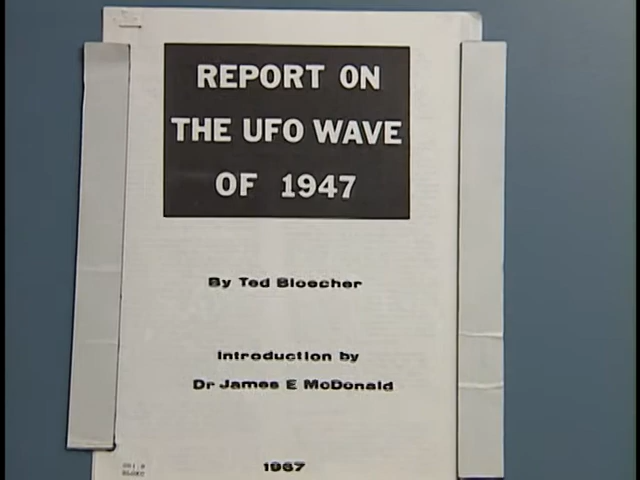 REPORT ON
THE UFO WAVE
OF 1947
By Ted Bloecher
Introduction by
Dr James E McDonald
1967